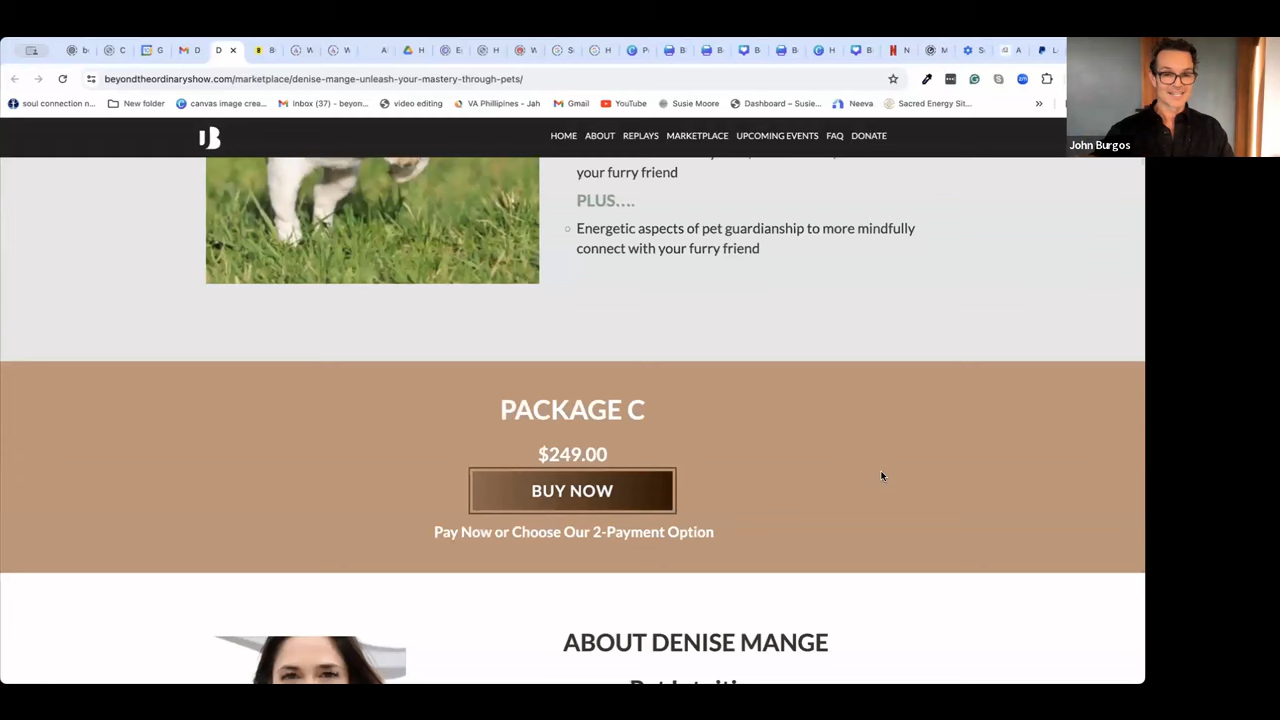 beyondtheordinaryshow.com/marketplace/denise-mange-unleash-your-mastery-through-pets/
soul connection n... New folder canvas image crea... Inbox (37) – beyon... video editing VA Phillipines - Jah Gmail YouTube Susie Moore Dashboard – Susie... Neeva Sacred Energy Sit... »
HOME ABOUT REPLAYS MARKETPLACE UPCOMING EVENTS FAQ DONATE
John Burgos
your furry friend
PLUS....
Energetic aspects of pet guardianship to more mindfully
connect with your furry friend
PACKAGE C
$249.00
BUY NOW
Pay Now or Choose Our 2-Payment Option
ABOUT DENISE MANGE